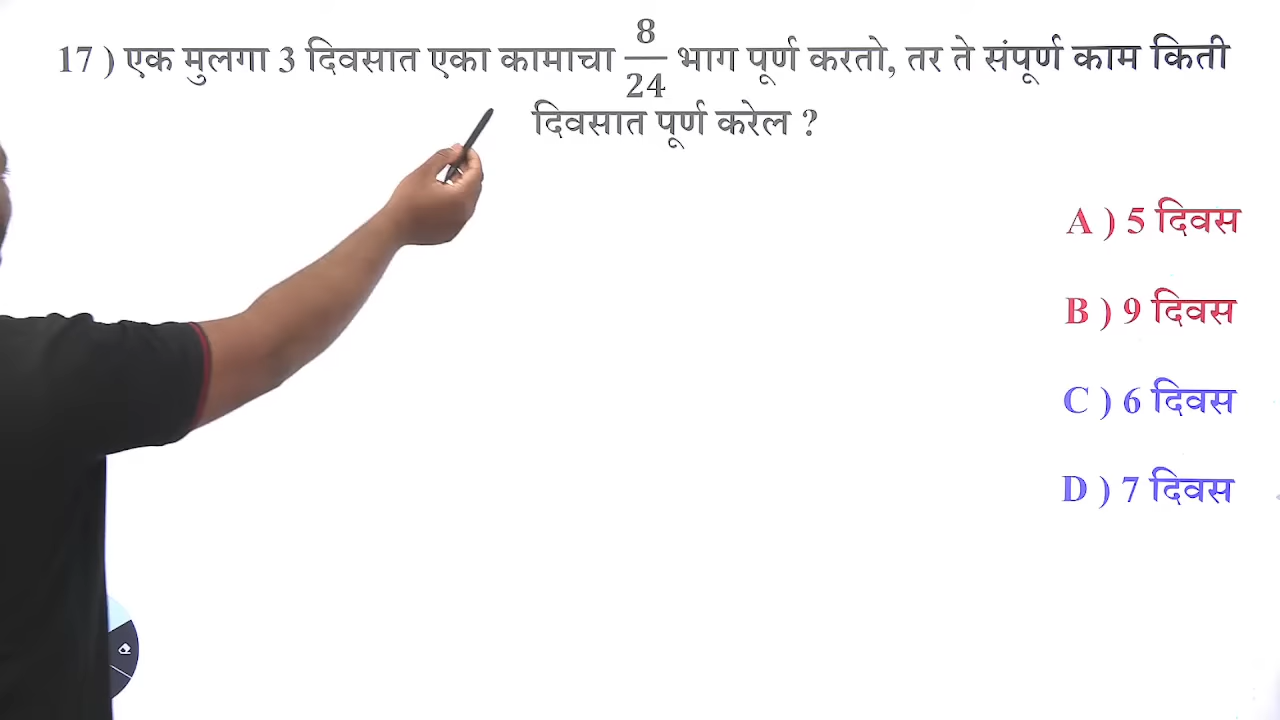 17 ) एक मुलगा 3 दिवसात एका कामाचा 8/24 भाग पूर्ण करतो, तर ते संपूर्ण काम किती
दिवसात पूर्ण करेल ?
A ) 5 दिवस
B ) 9 दिवस
C ) 6 दिवस
D ) 7 दिवस